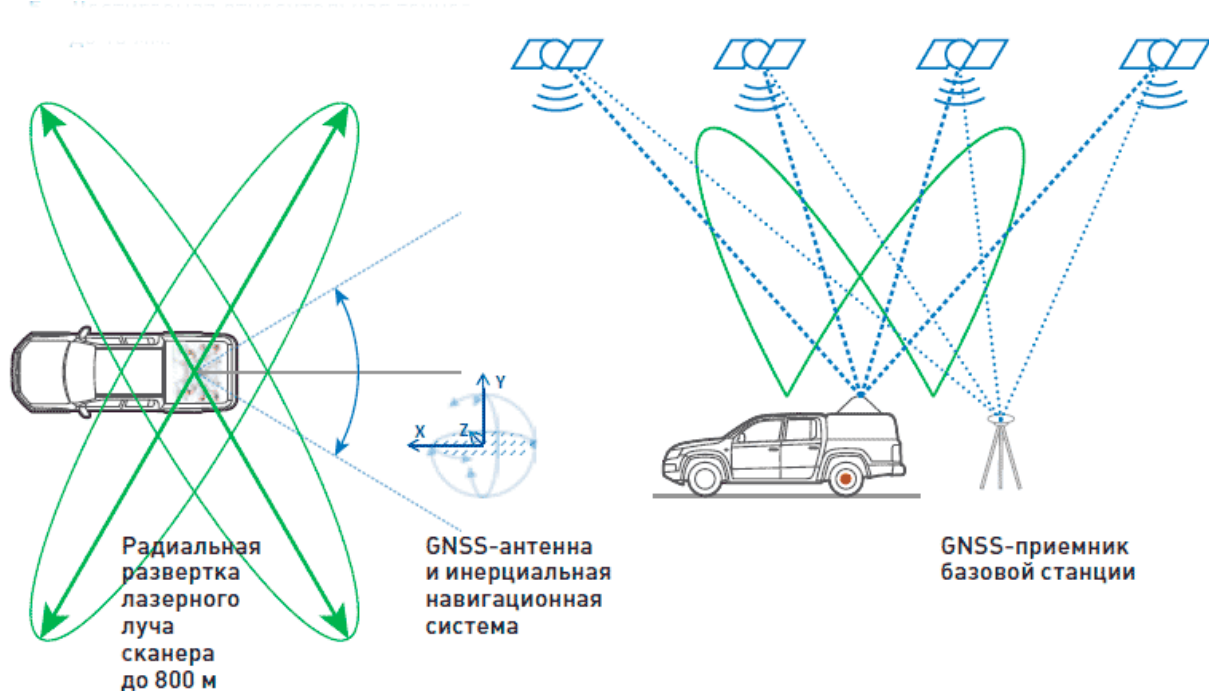 Y
X
Z
Радиальная
развертка
лазерного
луча
сканера
до 800 м
GNSS-антенна
и инерциальная
навигационная
система
GNSS-приемник
базовой станции